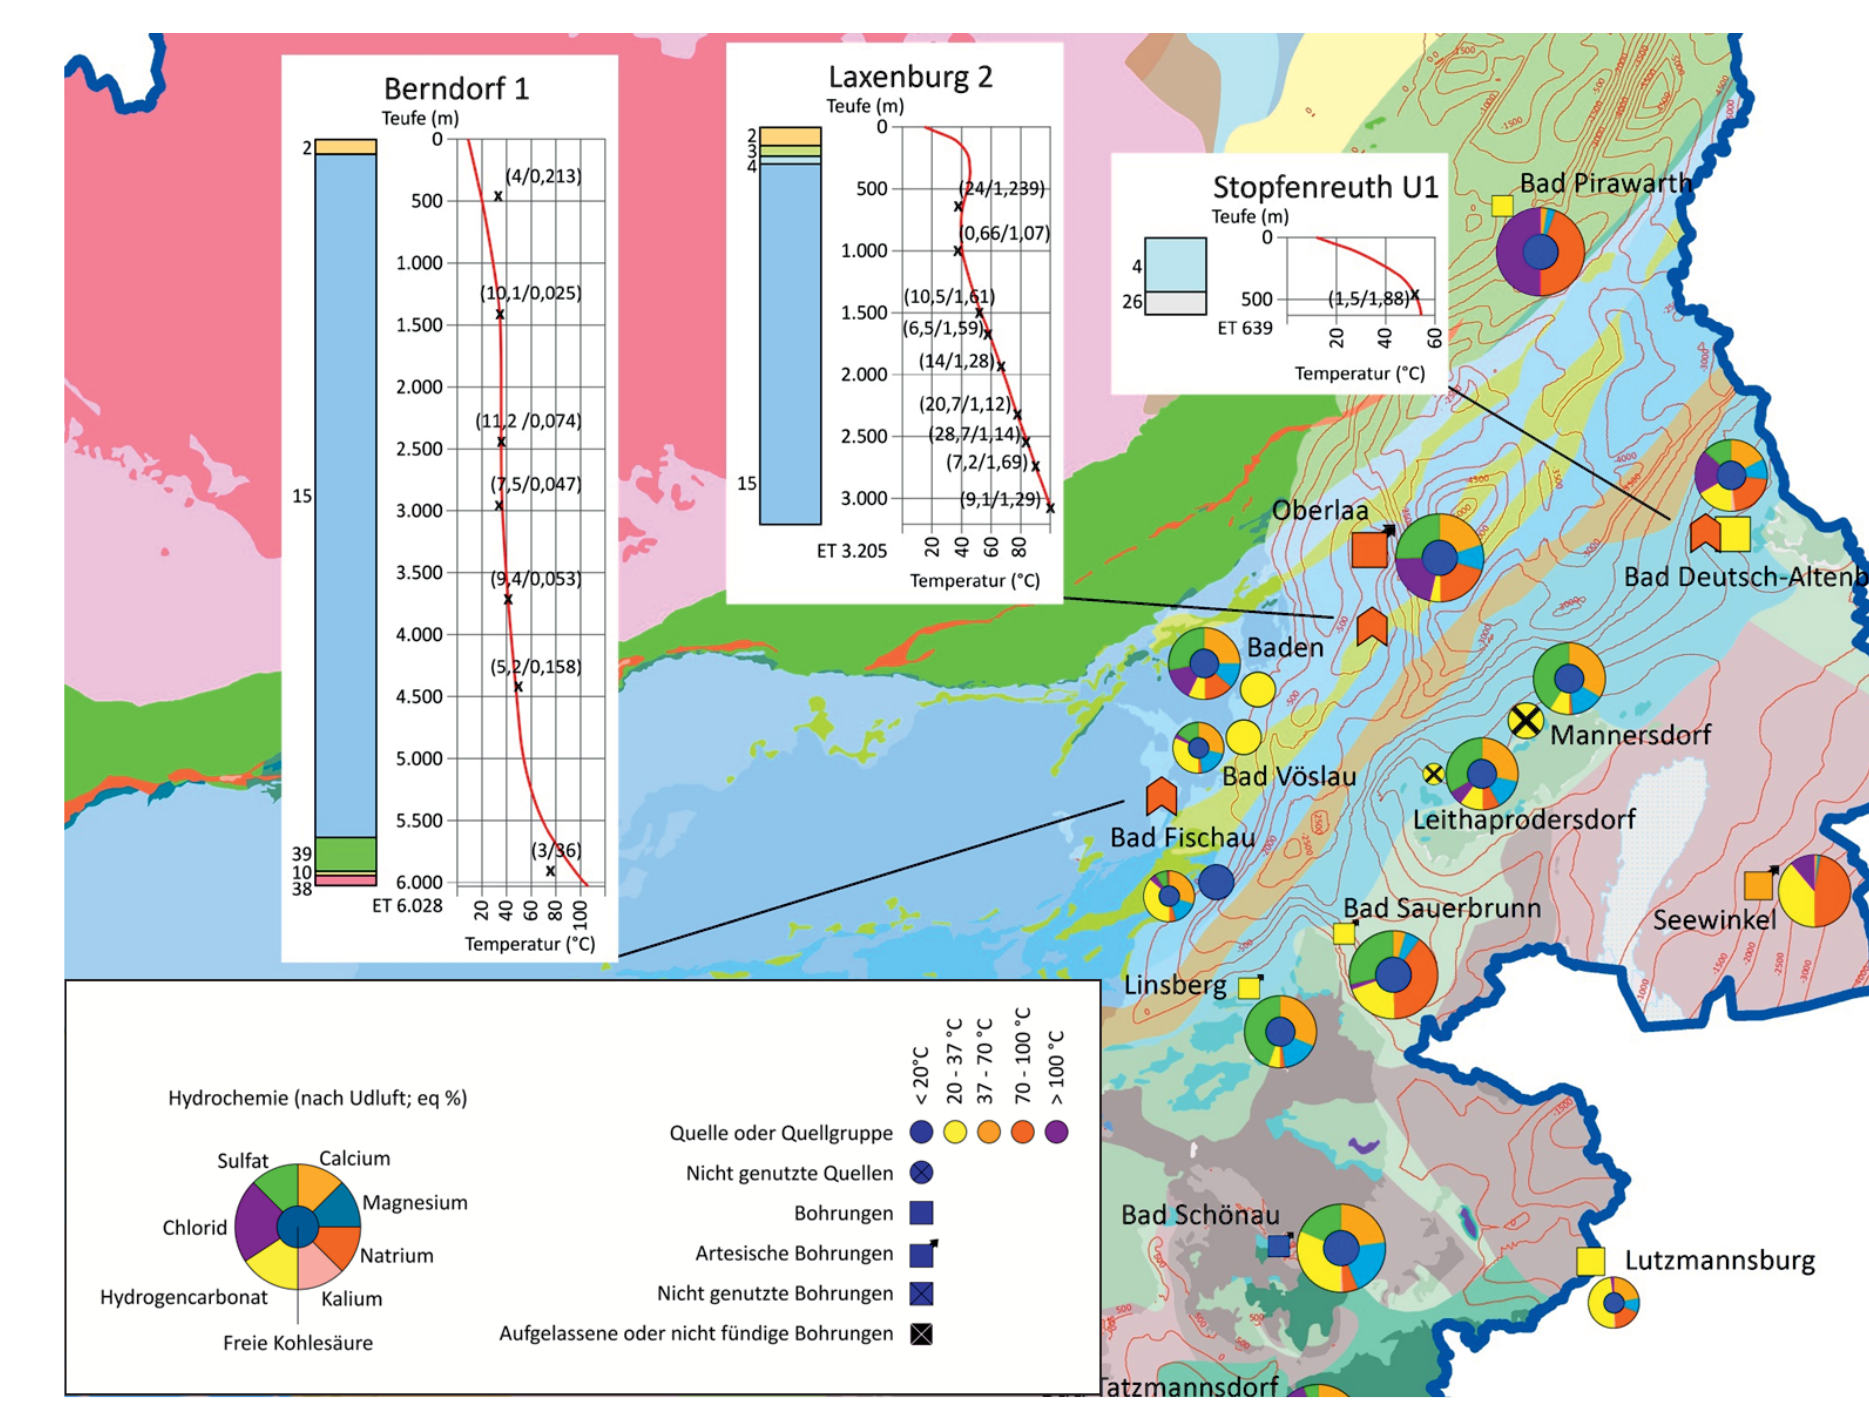 Berndorf 1
Teufe (m)
0
500
1.000
1.500
2.000
2.500
3.000
3.500
4.000
4.500
5.000
5.500
6.000
ET 6.028
2
15
39
10
38
(4/0,213)
(10,1/0,025)
(11,2 /0,074)
(7,5/0,047)
(9,4/0,053)
(5,2/0,158)
(3/36)
20 40 60 80 100
Temperatur (°C)
Laxenburg 2
Teufe (m)
0
500
1.000
1.500
2.000
2.500
3.000
ET 3.205
2
3
4
15
(24/1,239)
(0,66/1,07)
(10,5/1,61)
(6,5/1,59)
(14/1,28)
(20,7/1,12)
(28,7/1,14)
(7,2/1,69)
(9,1/1,29)
20 40 60 80
Temperatur (°C)
Stopfenreuth U1
Teufe (m)
0
500
4
26
ET 639
(1,5/1,88)
20 40 60
Temperatur (°C)
Bad Pirawarth
Oberlaa
Bad Deutsch-Altenb
Baden
Mannersdorf
Bad Vöslau
Leithaprodersdorf
Bad Fischau
Bad Sauerbrunn
Seewinkel
Linsberg
Bad Schönau
Lutzmannsburg
Tatzmannsdorf
Hydrochemie (nach Udluft; eq %)
Sulfat
Calcium
Magnesium
Chlorid
Natrium
Hydrogencarbonat
Kalium
Freie Kohlesäure
< 20°C
20 - 37 °C
37 - 70 °C
70 - 100 °C
> 100 °C
Quelle oder Quellgruppe
Nicht genutzte Quellen
Bohrungen
Artesische Bohrungen
Nicht genutzte Bohrungen
Aufgelassene oder nicht fündige Bohrungen